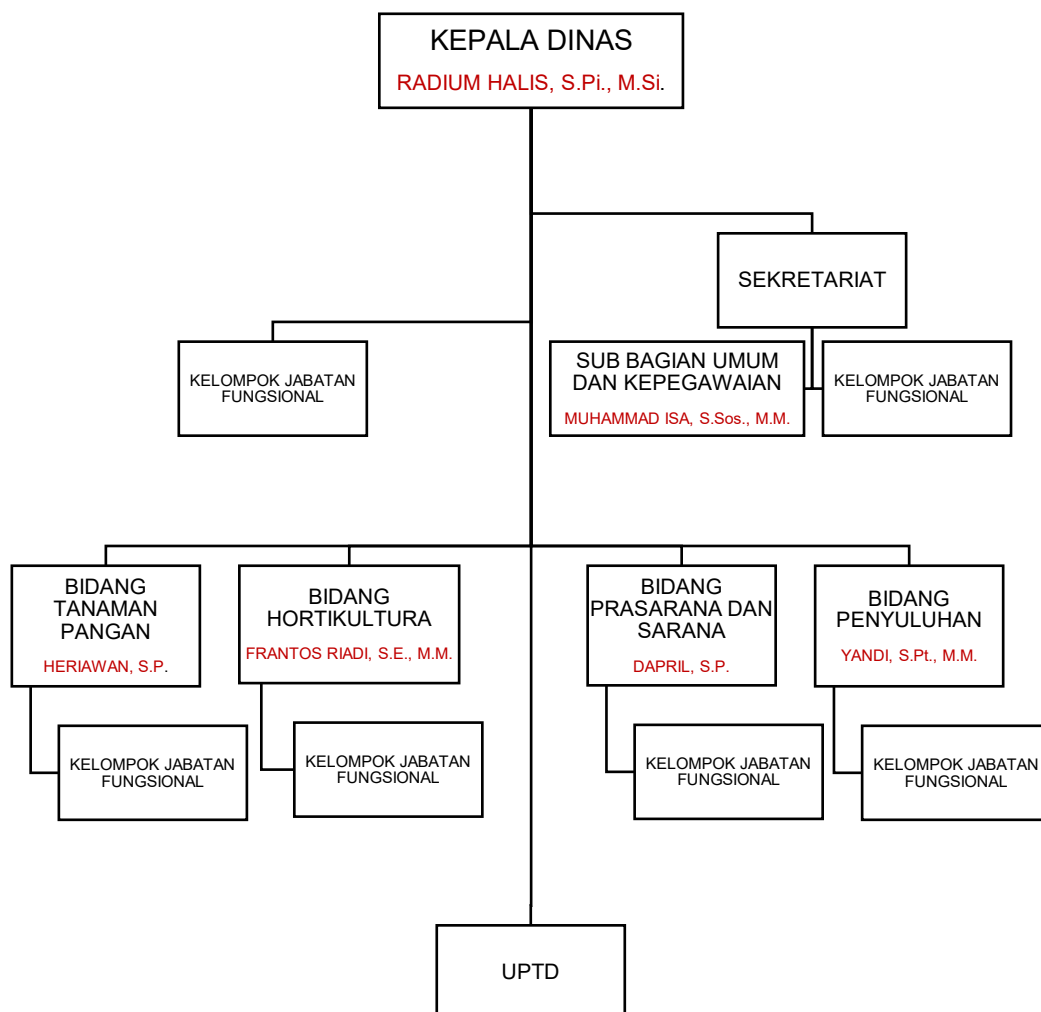 KEPALA DINAS
RADIUM HALIS, S.Pi., M.Si.
SEKRETARIAT
KELOMPOK JABATAN
FUNGSIONAL
SUB BAGIAN UMUM
DAN KEPEGAWAIAN
MUHAMMAD ISA, S.Sos., M.M.
KELOMPOK JABATAN
FUNGSIONAL
BIDANG
TANAMAN
PANGAN
HERIAWAN, S.P.
BIDANG
HORTIKULTURA
FRANTOS RIADI, S.E., M.M.
BIDANG
PRASARANA DAN
SARANA
DAPRIL, S.P.
BIDANG
PENYULUHAN
YANDI, S.Pt., M.M.
KELOMPOK JABATAN
FUNGSIONAL
KELOMPOK JABATAN
FUNGSIONAL
KELOMPOK JABATAN
FUNGSIONAL
KELOMPOK JABATAN
FUNGSIONAL
UPTD